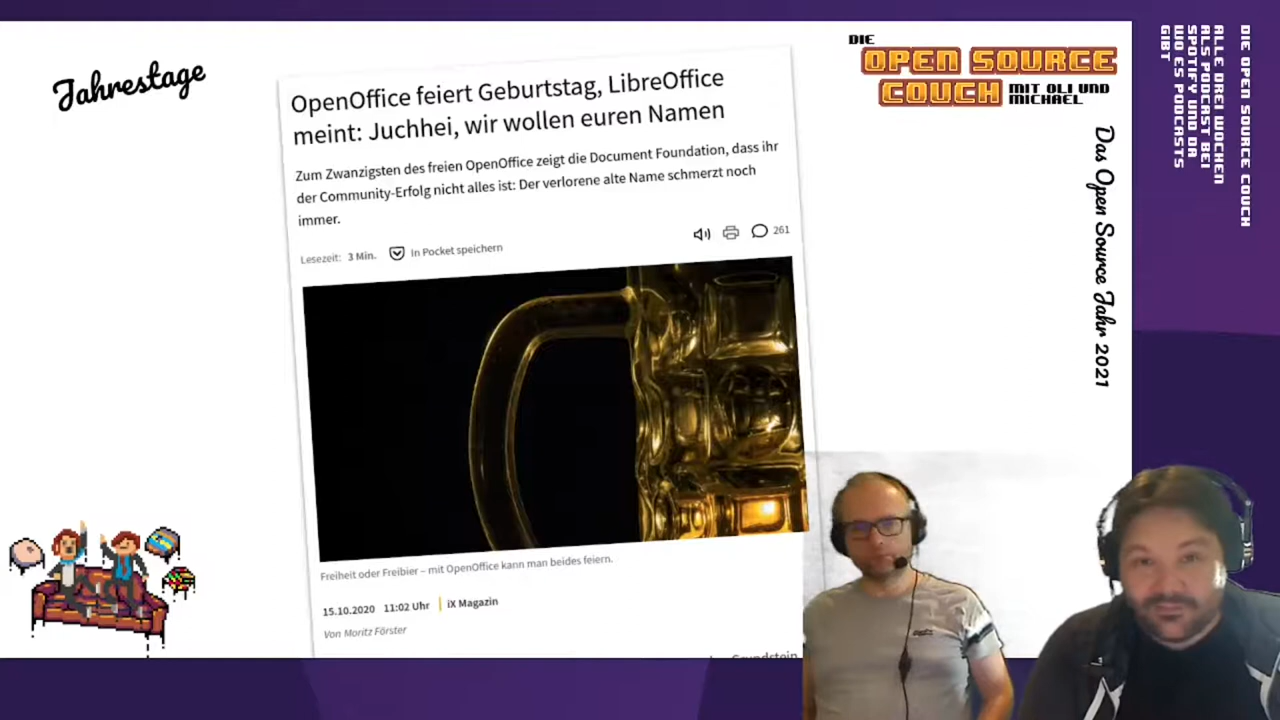 Jahrestage
OpenOffice feiert Geburtstag, LibreOffice
meint: Juchhei, wir wollen euren Namen
Zum Zwanzigsten des freien OpenOffice zeigt die Document Foundation, dass ihr
der Community-Erfolg nicht alles ist: Der verlorene alte Name schmerzt noch
immer.
Lesezeit: 3 Min.
In Pocket speichern
261
Freiheit oder Freibier – mit OpenOffice kann man beides feiern.
15.10.2020 11:02 Uhr
iX Magazin
Von Moritz Förster
DIE
OPEN SOURCE
COUCH
MIT OLI UND
MICHAEL
Das Open Source Jahr 2021
DIE OPEN SOURCE COUCH
ALLE DREI WOCHEN
ALS PODCAST BEI
SPOTIFY UND DA
WO ES PODCASTS
GIBT